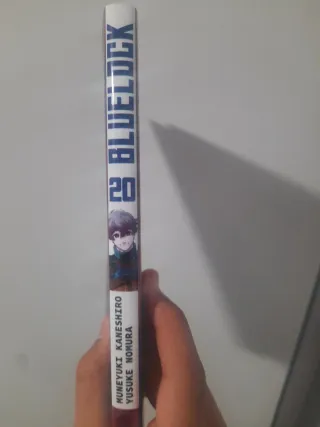 BLUELOCK
20
MUNEYUKI KANESHIRO
YUSUKE NOMURA